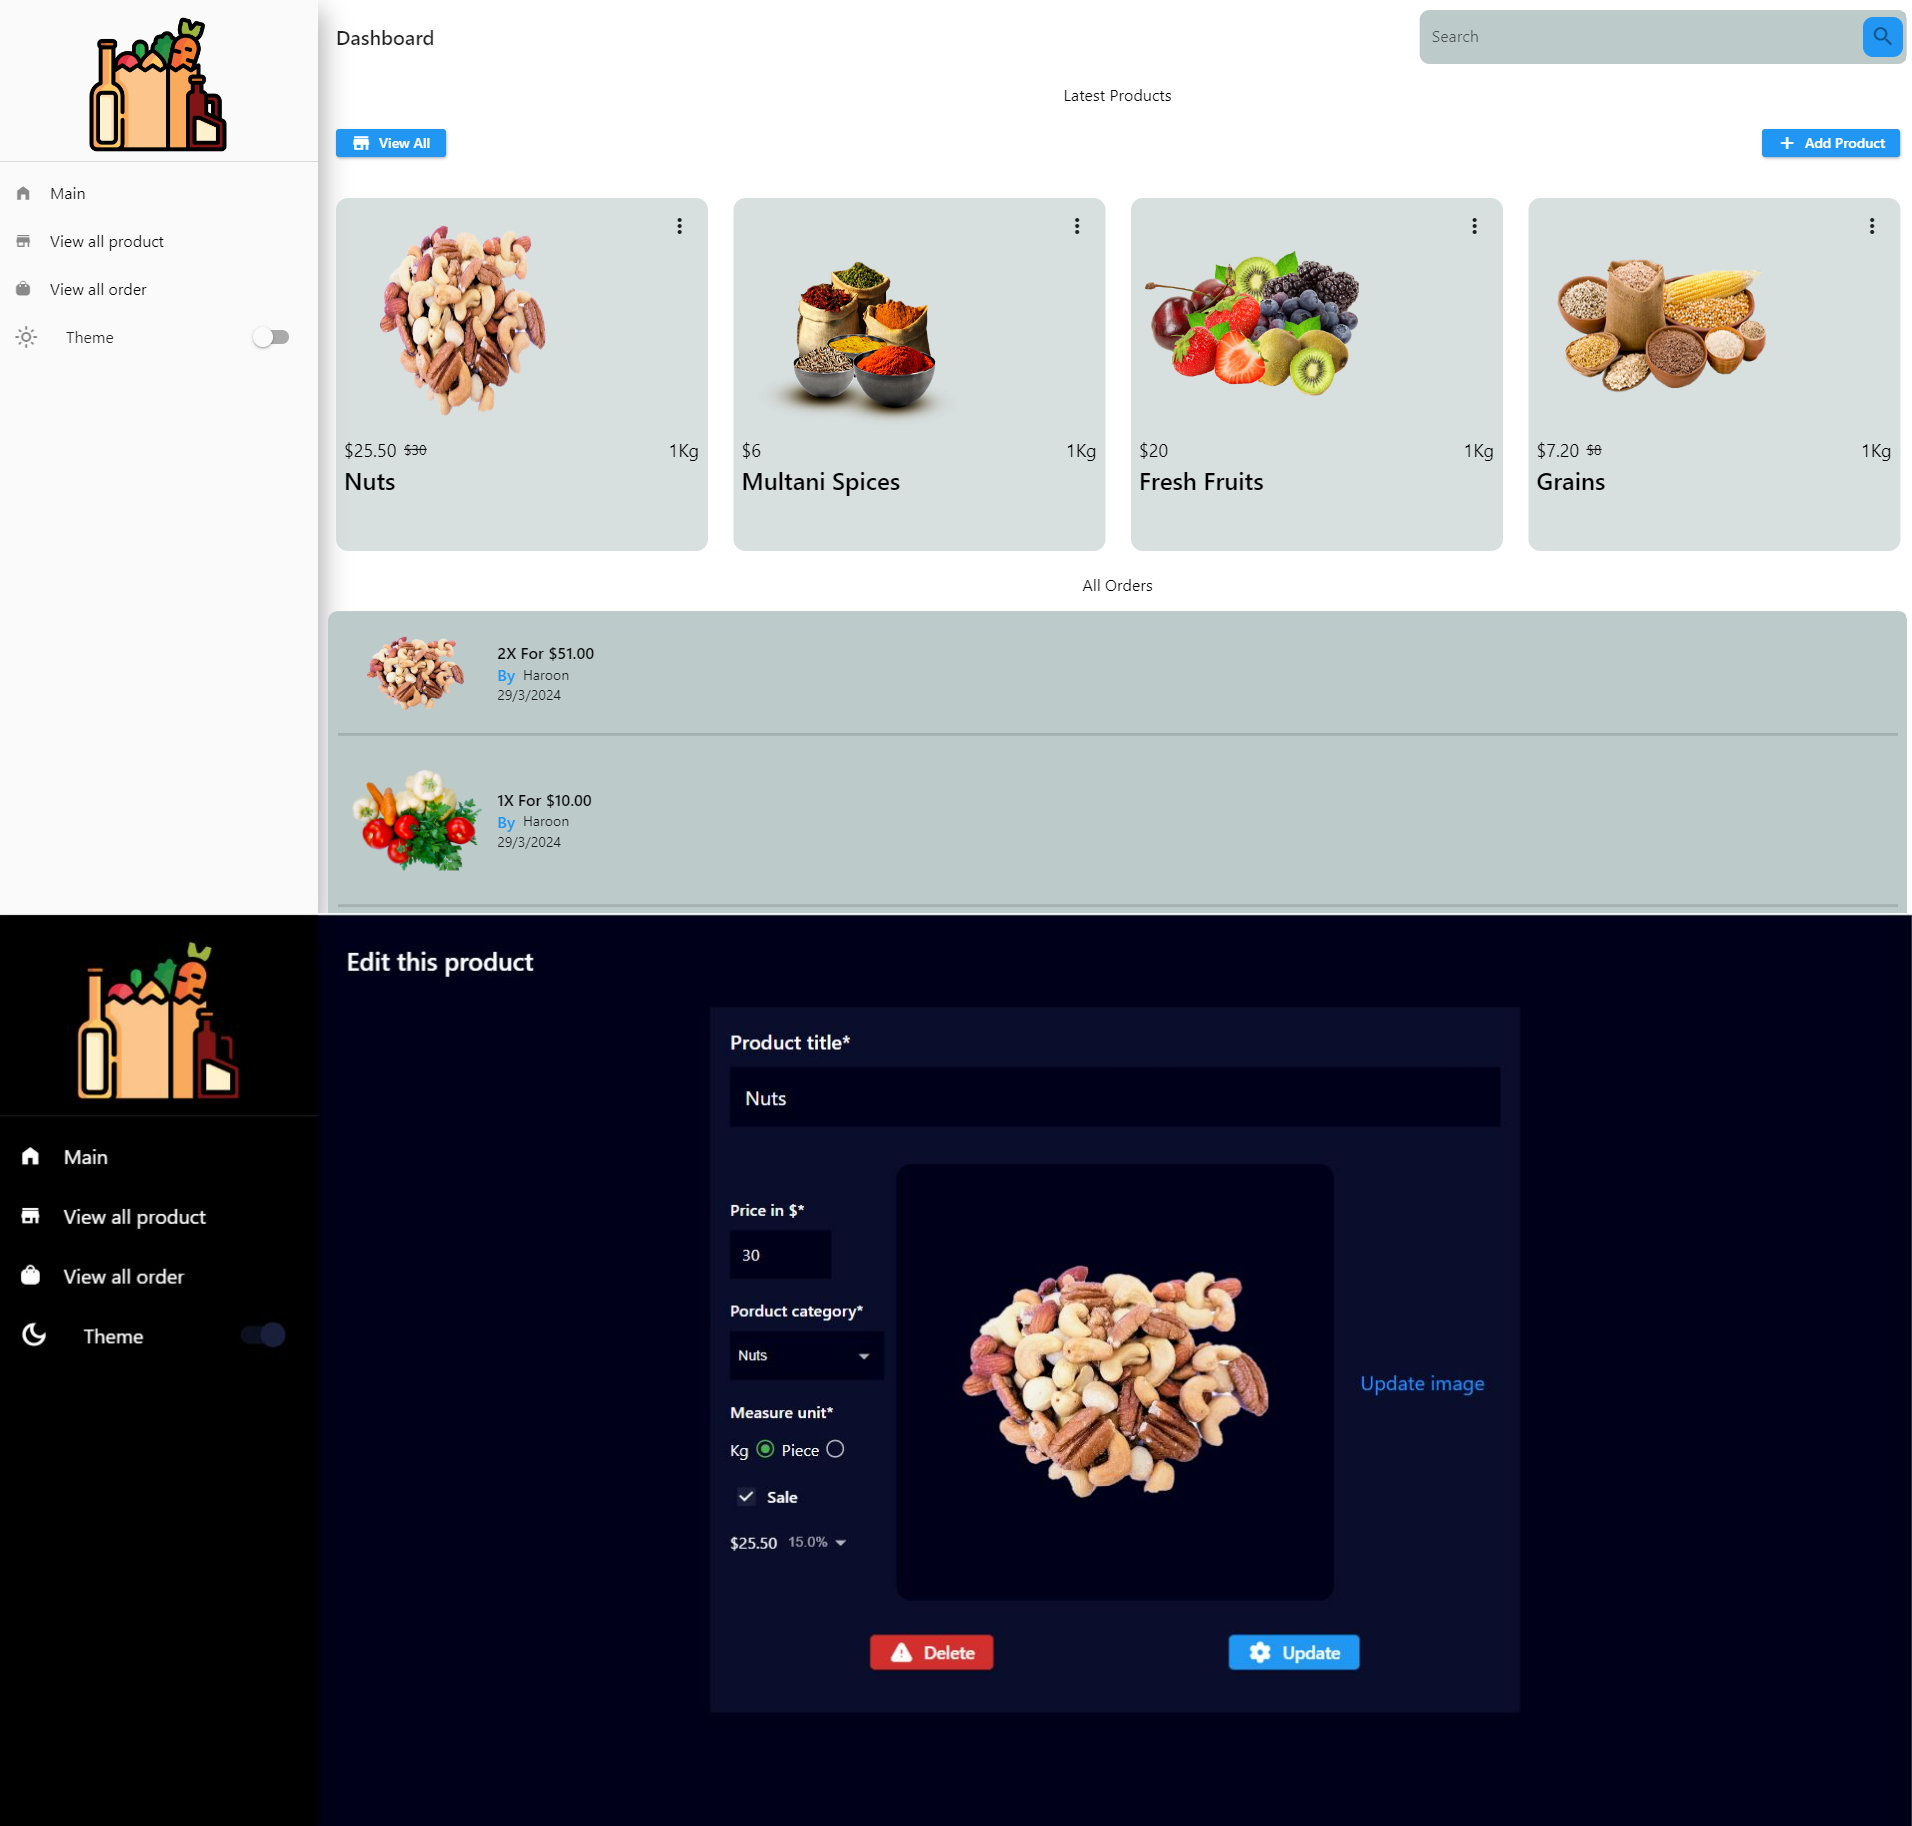 Dashboard
Search
Latest Products
View All
Add Product
Main
View all product
View all order
Theme
$25.50 $30 1Kg
Nuts
$6 1Kg
Multani Spices
$20 1Kg
Fresh Fruits
$7.20 $8 1Kg
Grains
All Orders
2X For $51.00
By Haroon
29/3/2024
1X For $10.00
By Haroon
29/3/2024
Main
View all product
View all order
Theme
Edit this product
Product title*
Nuts
Price in $*
30
Porduct category*
Nuts
Measure unit*
Kg Piece
Sale
$25.50 15.0%
Update image
Delete
Update